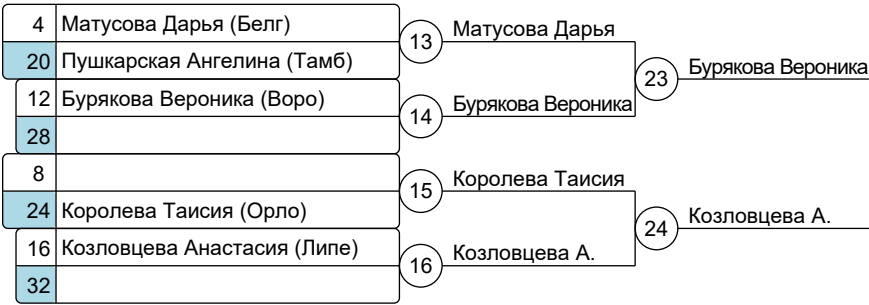 4 Матусова Дарья (Белг)
20 Пушкарская Ангелина (Тамб)
12 Бурякова Вероника (Воро)
28
8
24 Королева Таисия (Орло)
16 Козловцева Анастасия (Липе)
32
13 Матусова Дарья
14 Бурякова Вероника
15 Королева Таисия
16 Козловцева А.
23 Бурякова Вероника
24 Козловцева А.